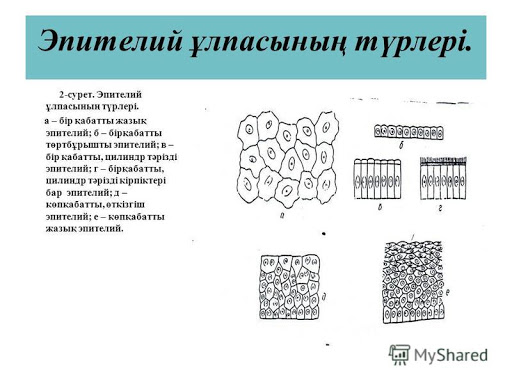 Эпителий ұлпасының түрлері.
2-сурет. Эпителий
ұлпасының түрлері.
а – бір қабатты жазық
эпителий; б – бірқабатты
төртбұрышты эпителий; в –
бір қабатты, цилиндр тәрізді
эпителий; г – бірқабатты,
цилиндр тәрізді кірпіктері
бар эпителий; д –
көпқабатты, өткізгіш
эпителий; е – көпқабатты
жазық эпителий.
б
а
в
г
д
е
MyShared